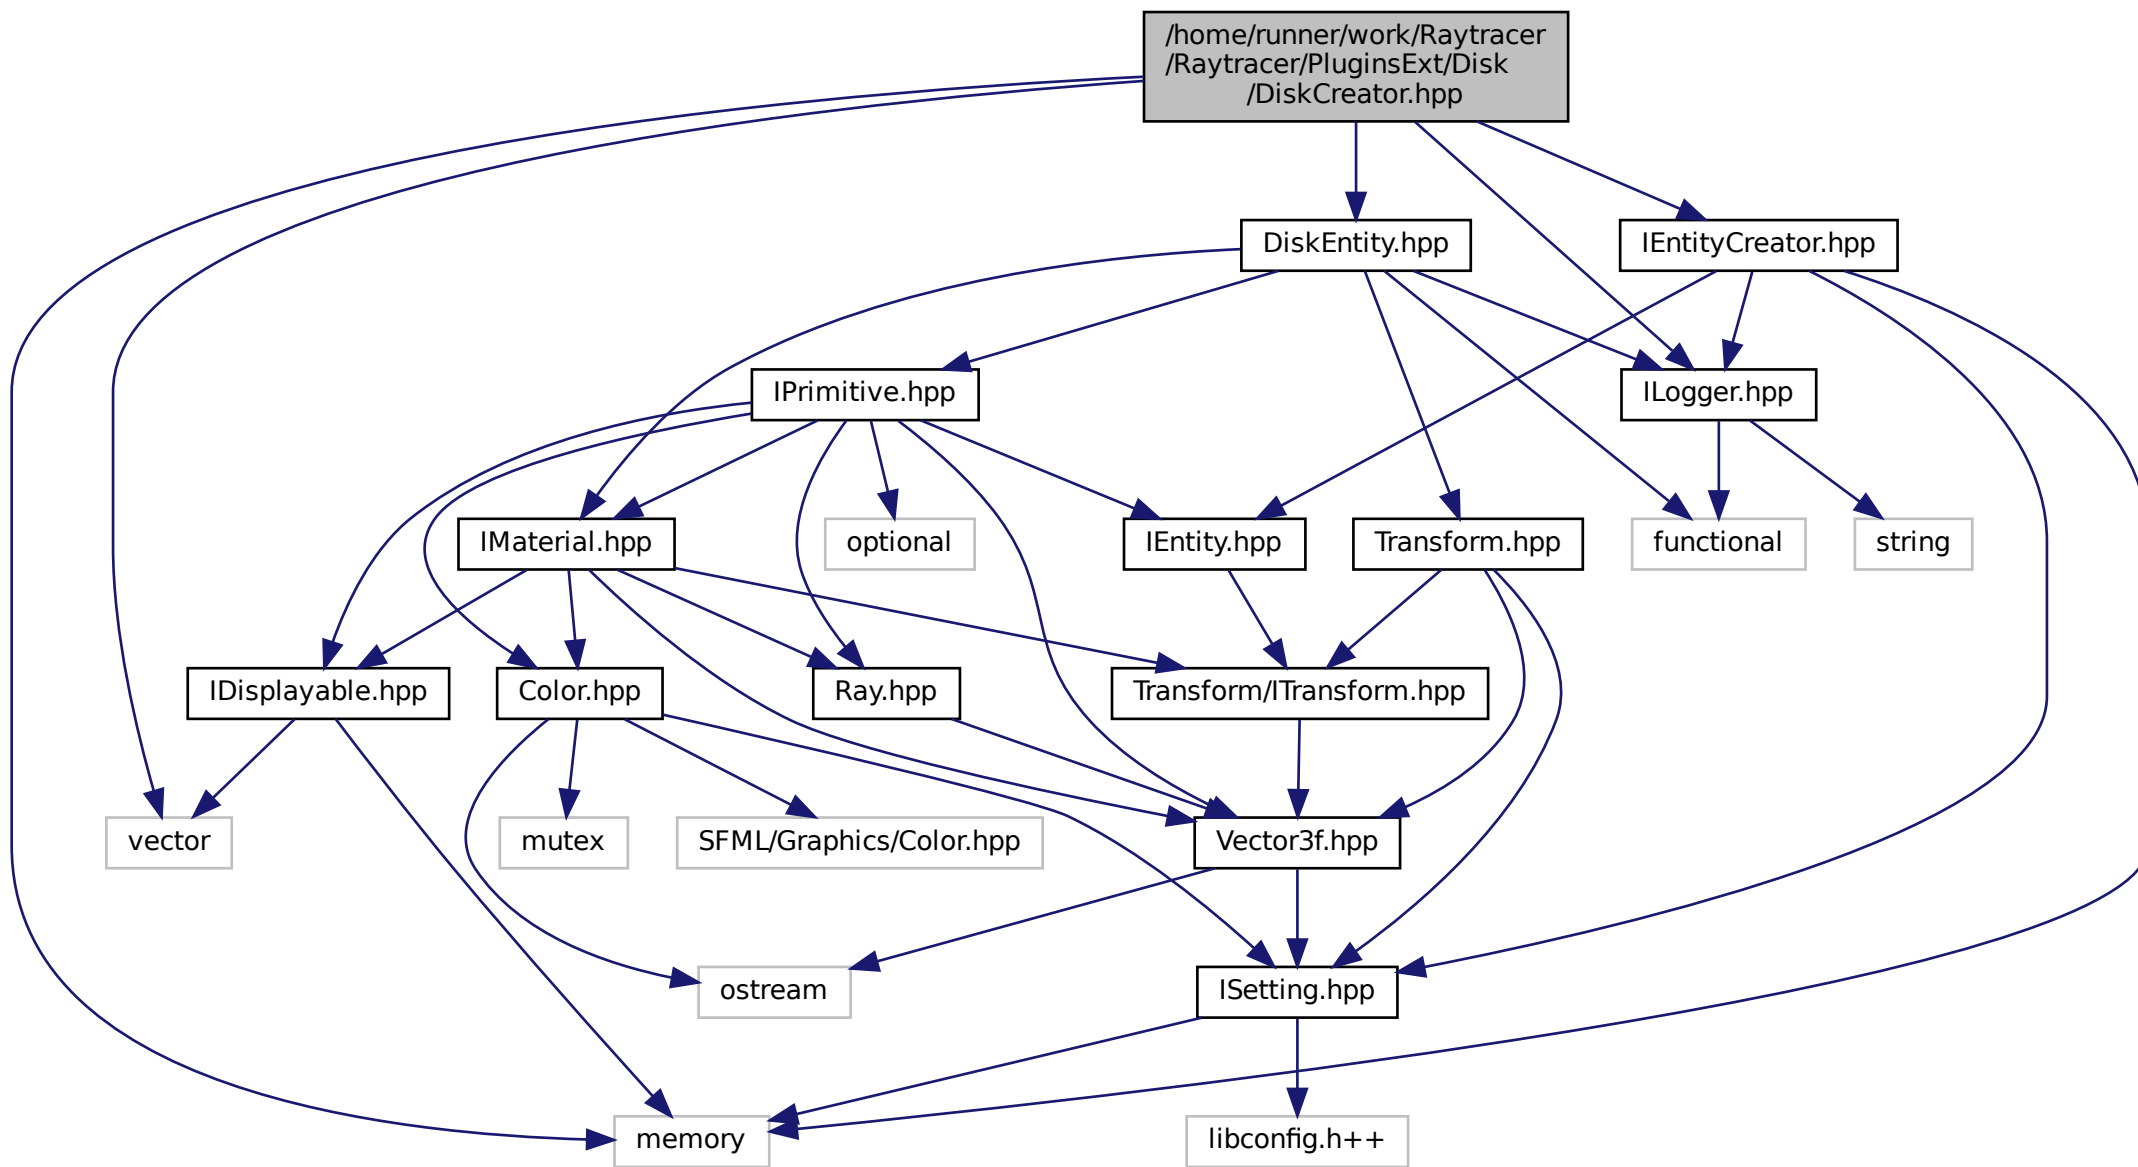 /home/runner/work/Raytracer
/Raytracer/PluginsExt/Disk
/DiskCreator.hpp
DiskEntity.hpp
IEntityCreator.hpp
IPrimitive.hpp
ILogger.hpp
IMaterial.hpp
optional
IEntity.hpp
Transform.hpp
functional
string
IDisplayable.hpp
Color.hpp
Ray.hpp
Transform/ITransform.hpp
vector
mutex
SFML/Graphics/Color.hpp
Vector3f.hpp
ostream
ISetting.hpp
memory
libconfig.h++